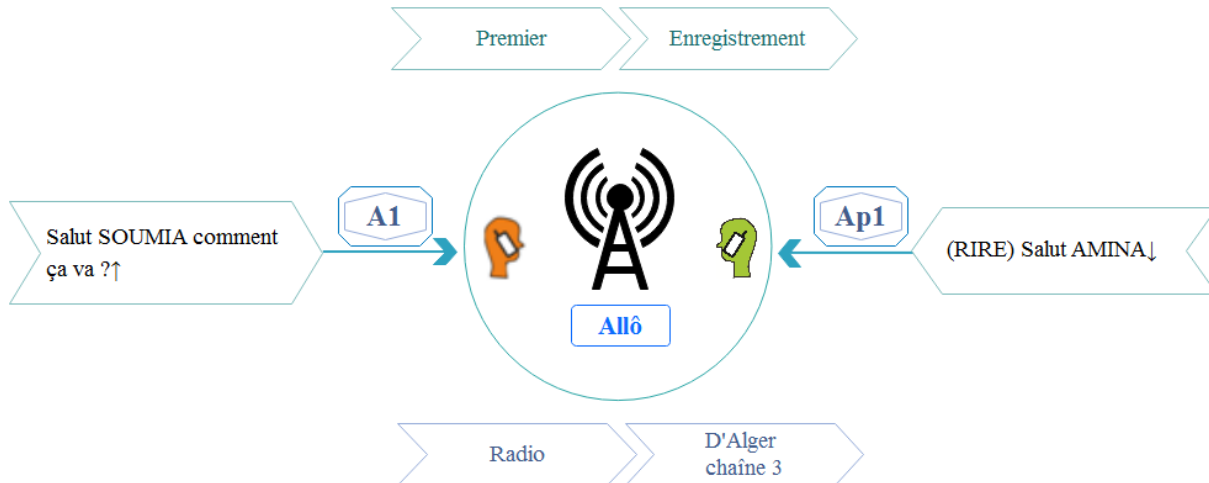 Premier
Enregistrement
A1
Ap1
Salut SOUMIA comment
ça va ?↑
(RIRE) Salut AMINA↓
Allô
Radio
D'Alger
chaîne 3